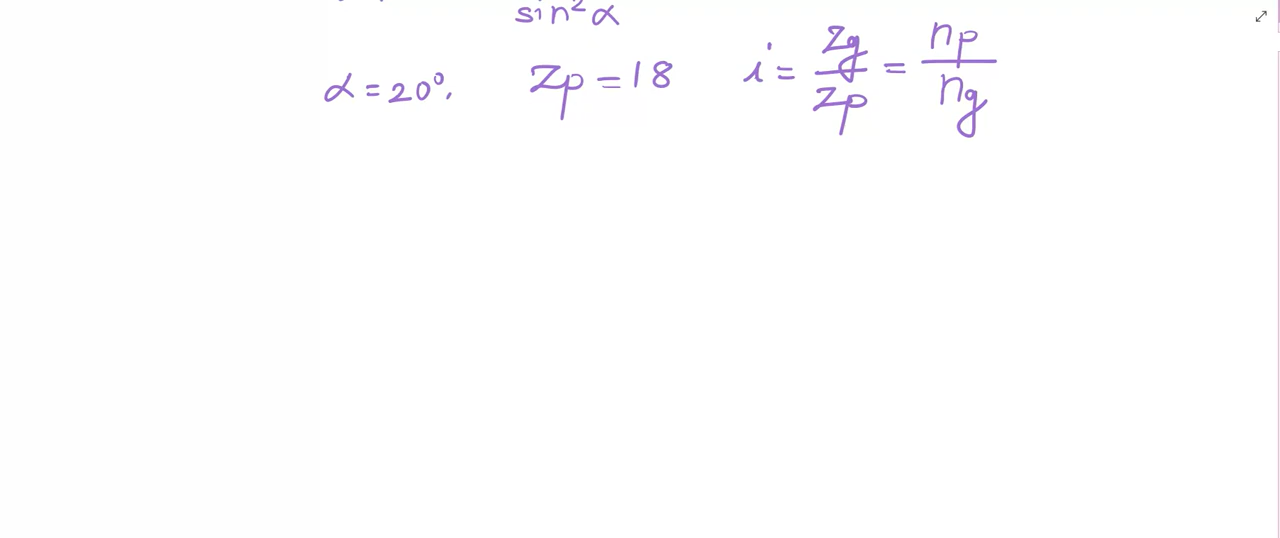 sin²α
α = 20°.  Zp = 18  i = Zg/Zp = np/ng